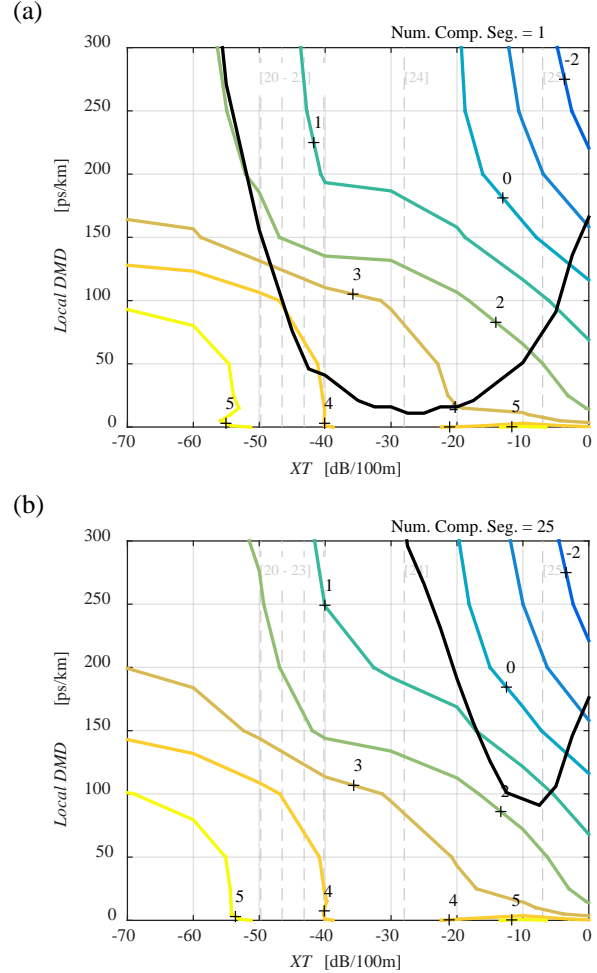 (a)
Num. Comp. Seg. = 1
300
250
200
150
100
50
0
Local DMD [ps/km]
[20 - 23]
[24]
[25]
-2
1
0
3
2
5
4
5
-70 -60 -50 -40 -30 -20 -10 0
XT [dB/100m]
(b)
Num. Comp. Seg. = 25
300
250
200
150
100
50
0
Local DMD [ps/km]
[20 - 23]
[24]
[25]
-2
1
0
3
2
5
4
4
5
-70 -60 -50 -40 -30 -20 -10 0
XT [dB/100m]